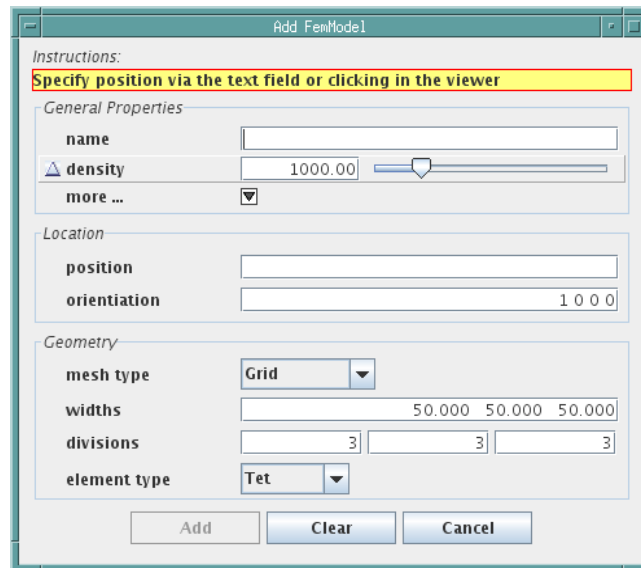 Add FemModel
Instructions:
Specify position via the text field or clicking in the viewer
General Properties
name
density 1000.00
more ...
Location
position
orientiation 1 0 0 0
Geometry
mesh type Grid
widths 50.000 50.000 50.000
divisions 3 3 3
element type Tet
Add Clear Cancel